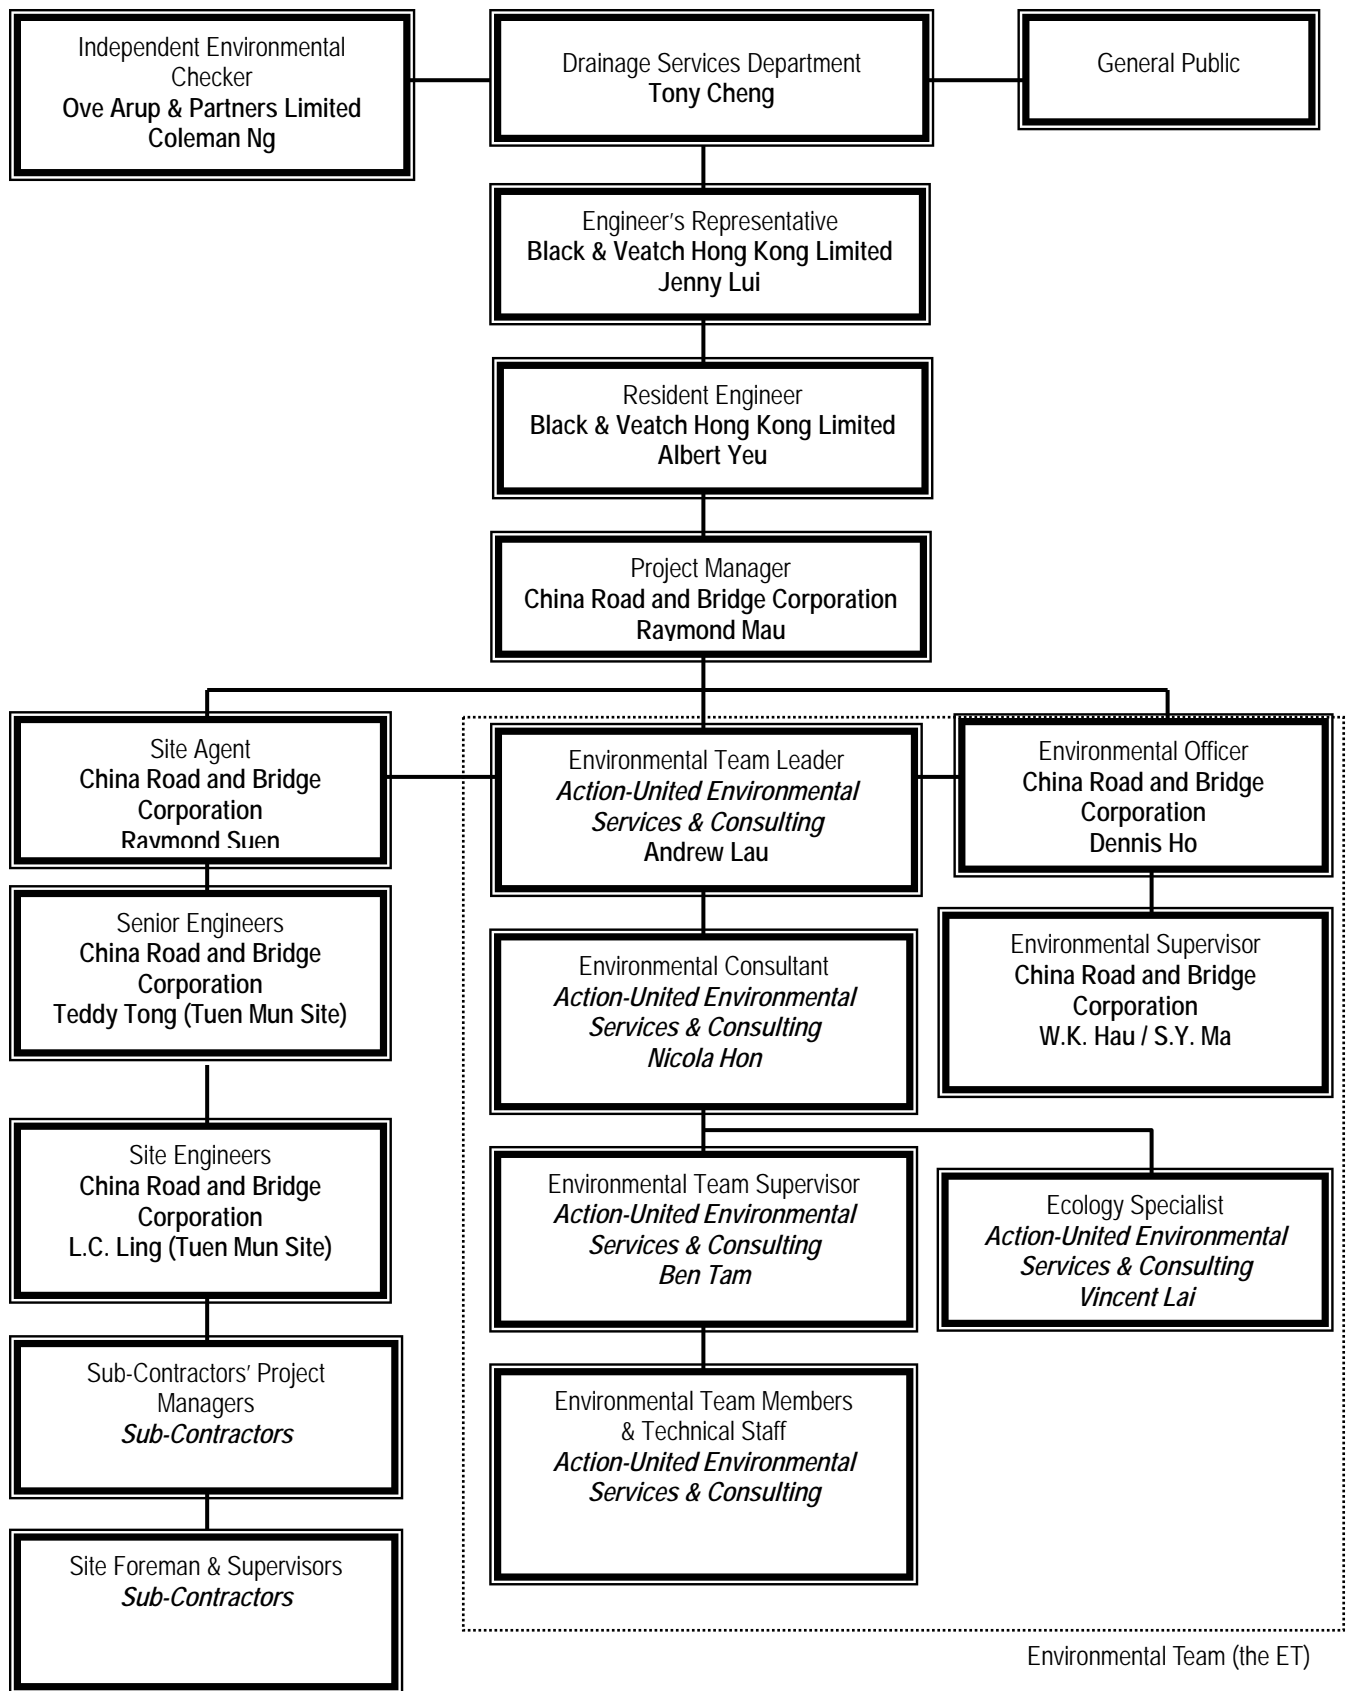 Independent Environmental
Checker
Ove Arup & Partners Limited
Coleman Ng
Drainage Services Department
Tony Cheng
General Public
Engineer's Representative
Black & Veatch Hong Kong Limited
Jenny Lui
Resident Engineer
Black & Veatch Hong Kong Limited
Albert Yeu
Project Manager
China Road and Bridge Corporation
Raymond Mau
Site Agent
China Road and Bridge
Corporation
Raymond Suen
Environmental Team Leader
Action-United Environmental
Services & Consulting
Andrew Lau
Environmental Officer
China Road and Bridge
Corporation
Dennis Ho
Senior Engineers
China Road and Bridge
Corporation
Teddy Tong (Tuen Mun Site)
Environmental Consultant
Action-United Environmental
Services & Consulting
Nicola Hon
Environmental Supervisor
China Road and Bridge
Corporation
W.K. Hau / S.Y. Ma
Site Engineers
China Road and Bridge
Corporation
L.C. Ling (Tuen Mun Site)
Environmental Team Supervisor
Action-United Environmental
Services & Consulting
Ben Tam
Ecology Specialist
Action-United Environmental
Services & Consulting
Vincent Lai
Sub-Contractors' Project
Managers
Sub-Contractors
Environmental Team Members
& Technical Staff
Action-United Environmental
Services & Consulting
Site Foreman & Supervisors
Sub-Contractors
Environmental Team (the ET)